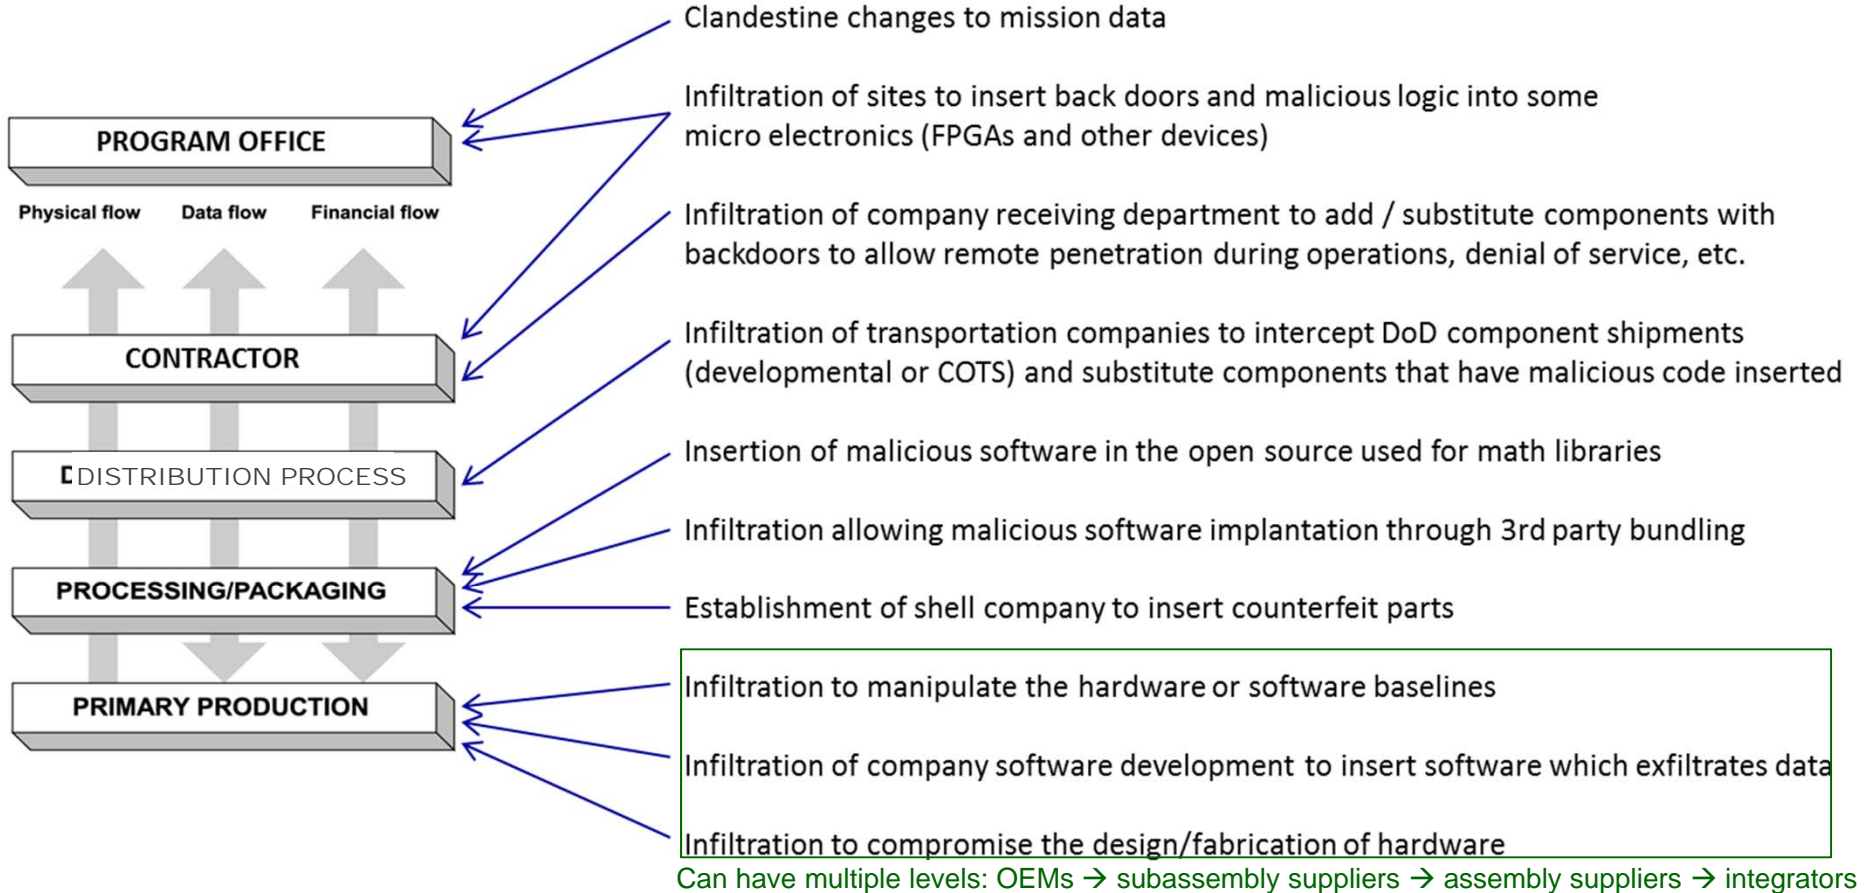 Clandestine changes to mission data
Infiltration of sites to insert back doors and malicious logic into some
micro electronics (FPGAs and other devices)
PROGRAM OFFICE
Physical flow Data flow Financial flow
Infiltration of company receiving department to add / substitute components with
backdoors to allow remote penetration during operations, denial of service, etc.
Infiltration of transportation companies to intercept DoD component shipments
(developmental or COTS) and substitute components that have malicious code inserted
CONTRACTOR
Insertion of malicious software in the open source used for math libraries
DISTRIBUTION PROCESS
Infiltration allowing malicious software implantation through 3rd party bundling
PROCESSING/PACKAGING
Establishment of shell company to insert counterfeit parts
Infiltration to manipulate the hardware or software baselines
PRIMARY PRODUCTION
Infiltration of company software development to insert software which exfiltrates data
Infiltration to compromise the design/fabrication of hardware
Can have multiple levels: OEMs → subassembly suppliers → assembly suppliers → integrators